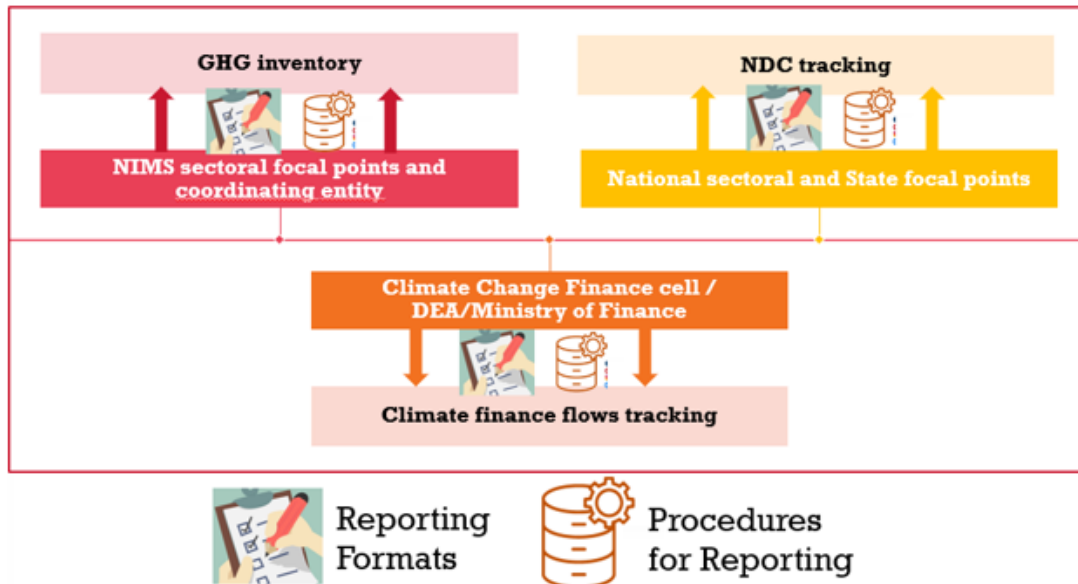 GHG inventory
NDC tracking
NIMS sectoral focal points and
coordinating entity
National sectoral and State focal points
Climate Change Finance cell /
DEA/Ministry of Finance
Climate finance flows tracking
Reporting
Formats
Procedures
for Reporting